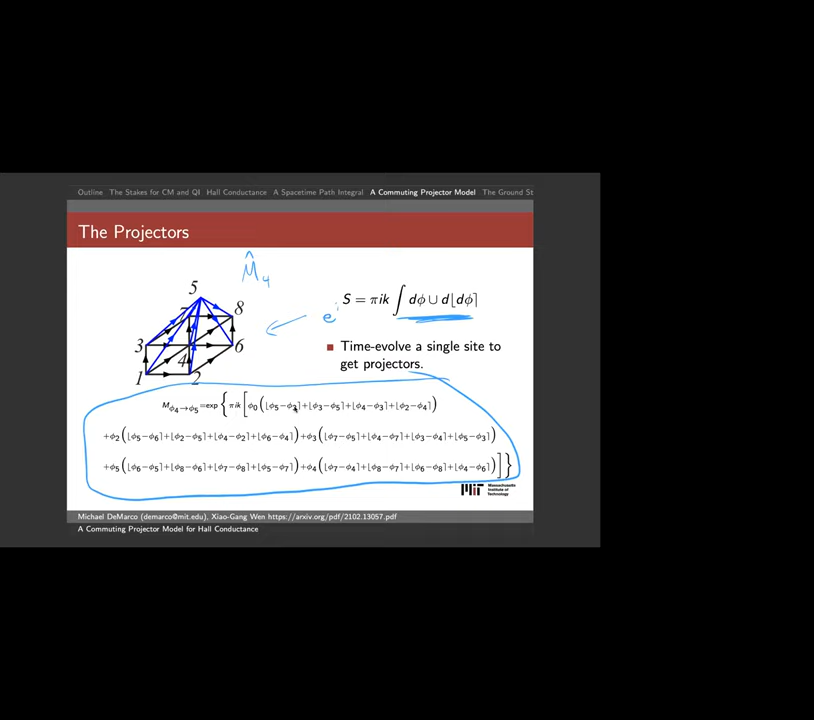 Outline The Stakes for CM and QI Hall Conductance A Spacetime Path Integral A Commuting Projector Model The Ground St
The Projectors
M̂₄
5
7
8
3
4
6
1
2
e^i
S = πik ∫ dϕ ∪ d⌊dϕ⌉
Time-evolve a single site to
get projectors.
M_{ϕ₄→ϕ₅}=exp{πik[ϕ₀(⌊ϕ₅−ϕ₂⌉+⌊ϕ₃−ϕ₅⌉+⌊ϕ₄−ϕ₃⌉+⌊ϕ₂−ϕ₄⌉)
+ϕ₂(⌊ϕ₅−ϕ₆⌉+⌊ϕ₂−ϕ₅⌉+⌊ϕ₄−ϕ₂⌉+⌊ϕ₆−ϕ₄⌉)+ϕ₃(⌊ϕ₇−ϕ₅⌉+⌊ϕ₄−ϕ₇⌉+⌊ϕ₃−ϕ₄⌉+⌊ϕ₅−ϕ₃⌉)
+ϕ₅(⌊ϕ₆−ϕ₅⌉+⌊ϕ₈−ϕ₆⌉+⌊ϕ₇−ϕ₈⌉+⌊ϕ₅−ϕ₇⌉)+ϕ₄(⌊ϕ₇−ϕ₄⌉+⌊ϕ₈−ϕ₇⌉+⌊ϕ₆−ϕ₈⌉+⌊ϕ₄−ϕ₆⌉)]}
MIT Massachusetts
Institute of
Technology
Michael DeMarco (demarco@mit.edu), Xiao-Gang Wen https://arxiv.org/pdf/2102.13057.pdf
A Commuting Projector Model for Hall Conductance